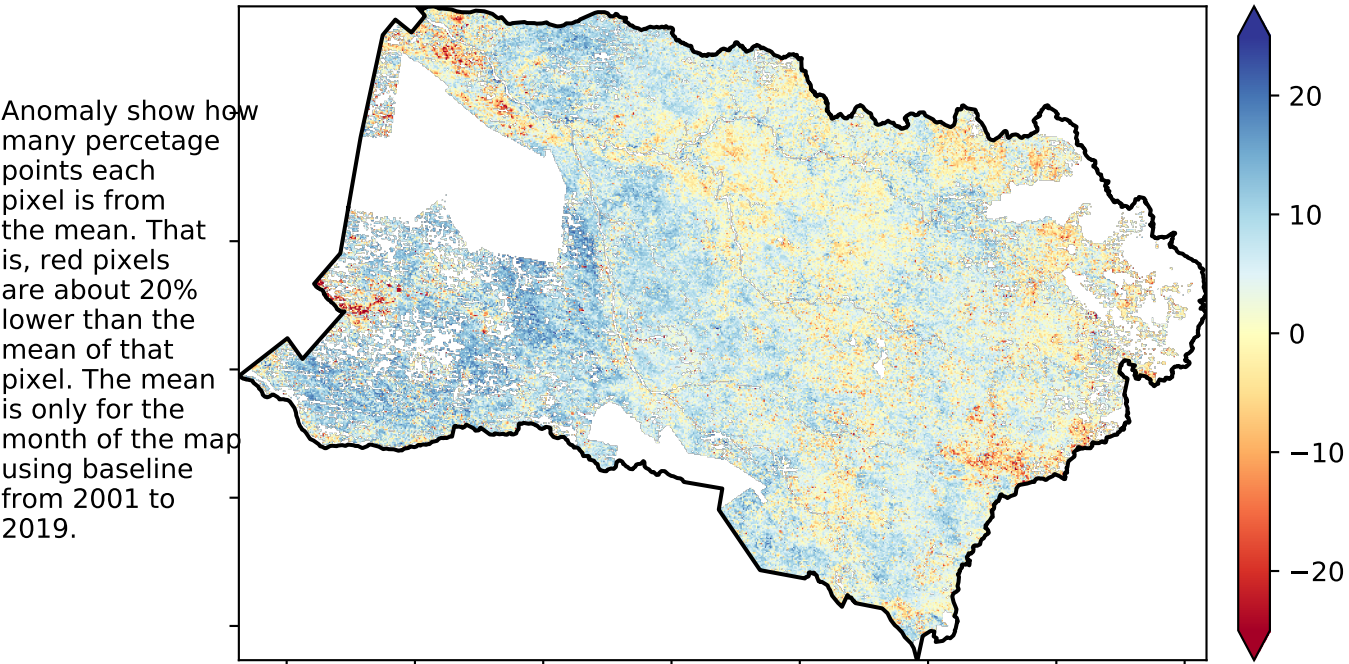 Anomaly show how
many percetage
points each
pixel is from
the mean. That
is, red pixels
are about 20%
lower than the
mean of that
pixel. The mean
is only for the
month of the map
using baseline
from 2001 to
2019.
20
10
0
−10
−20